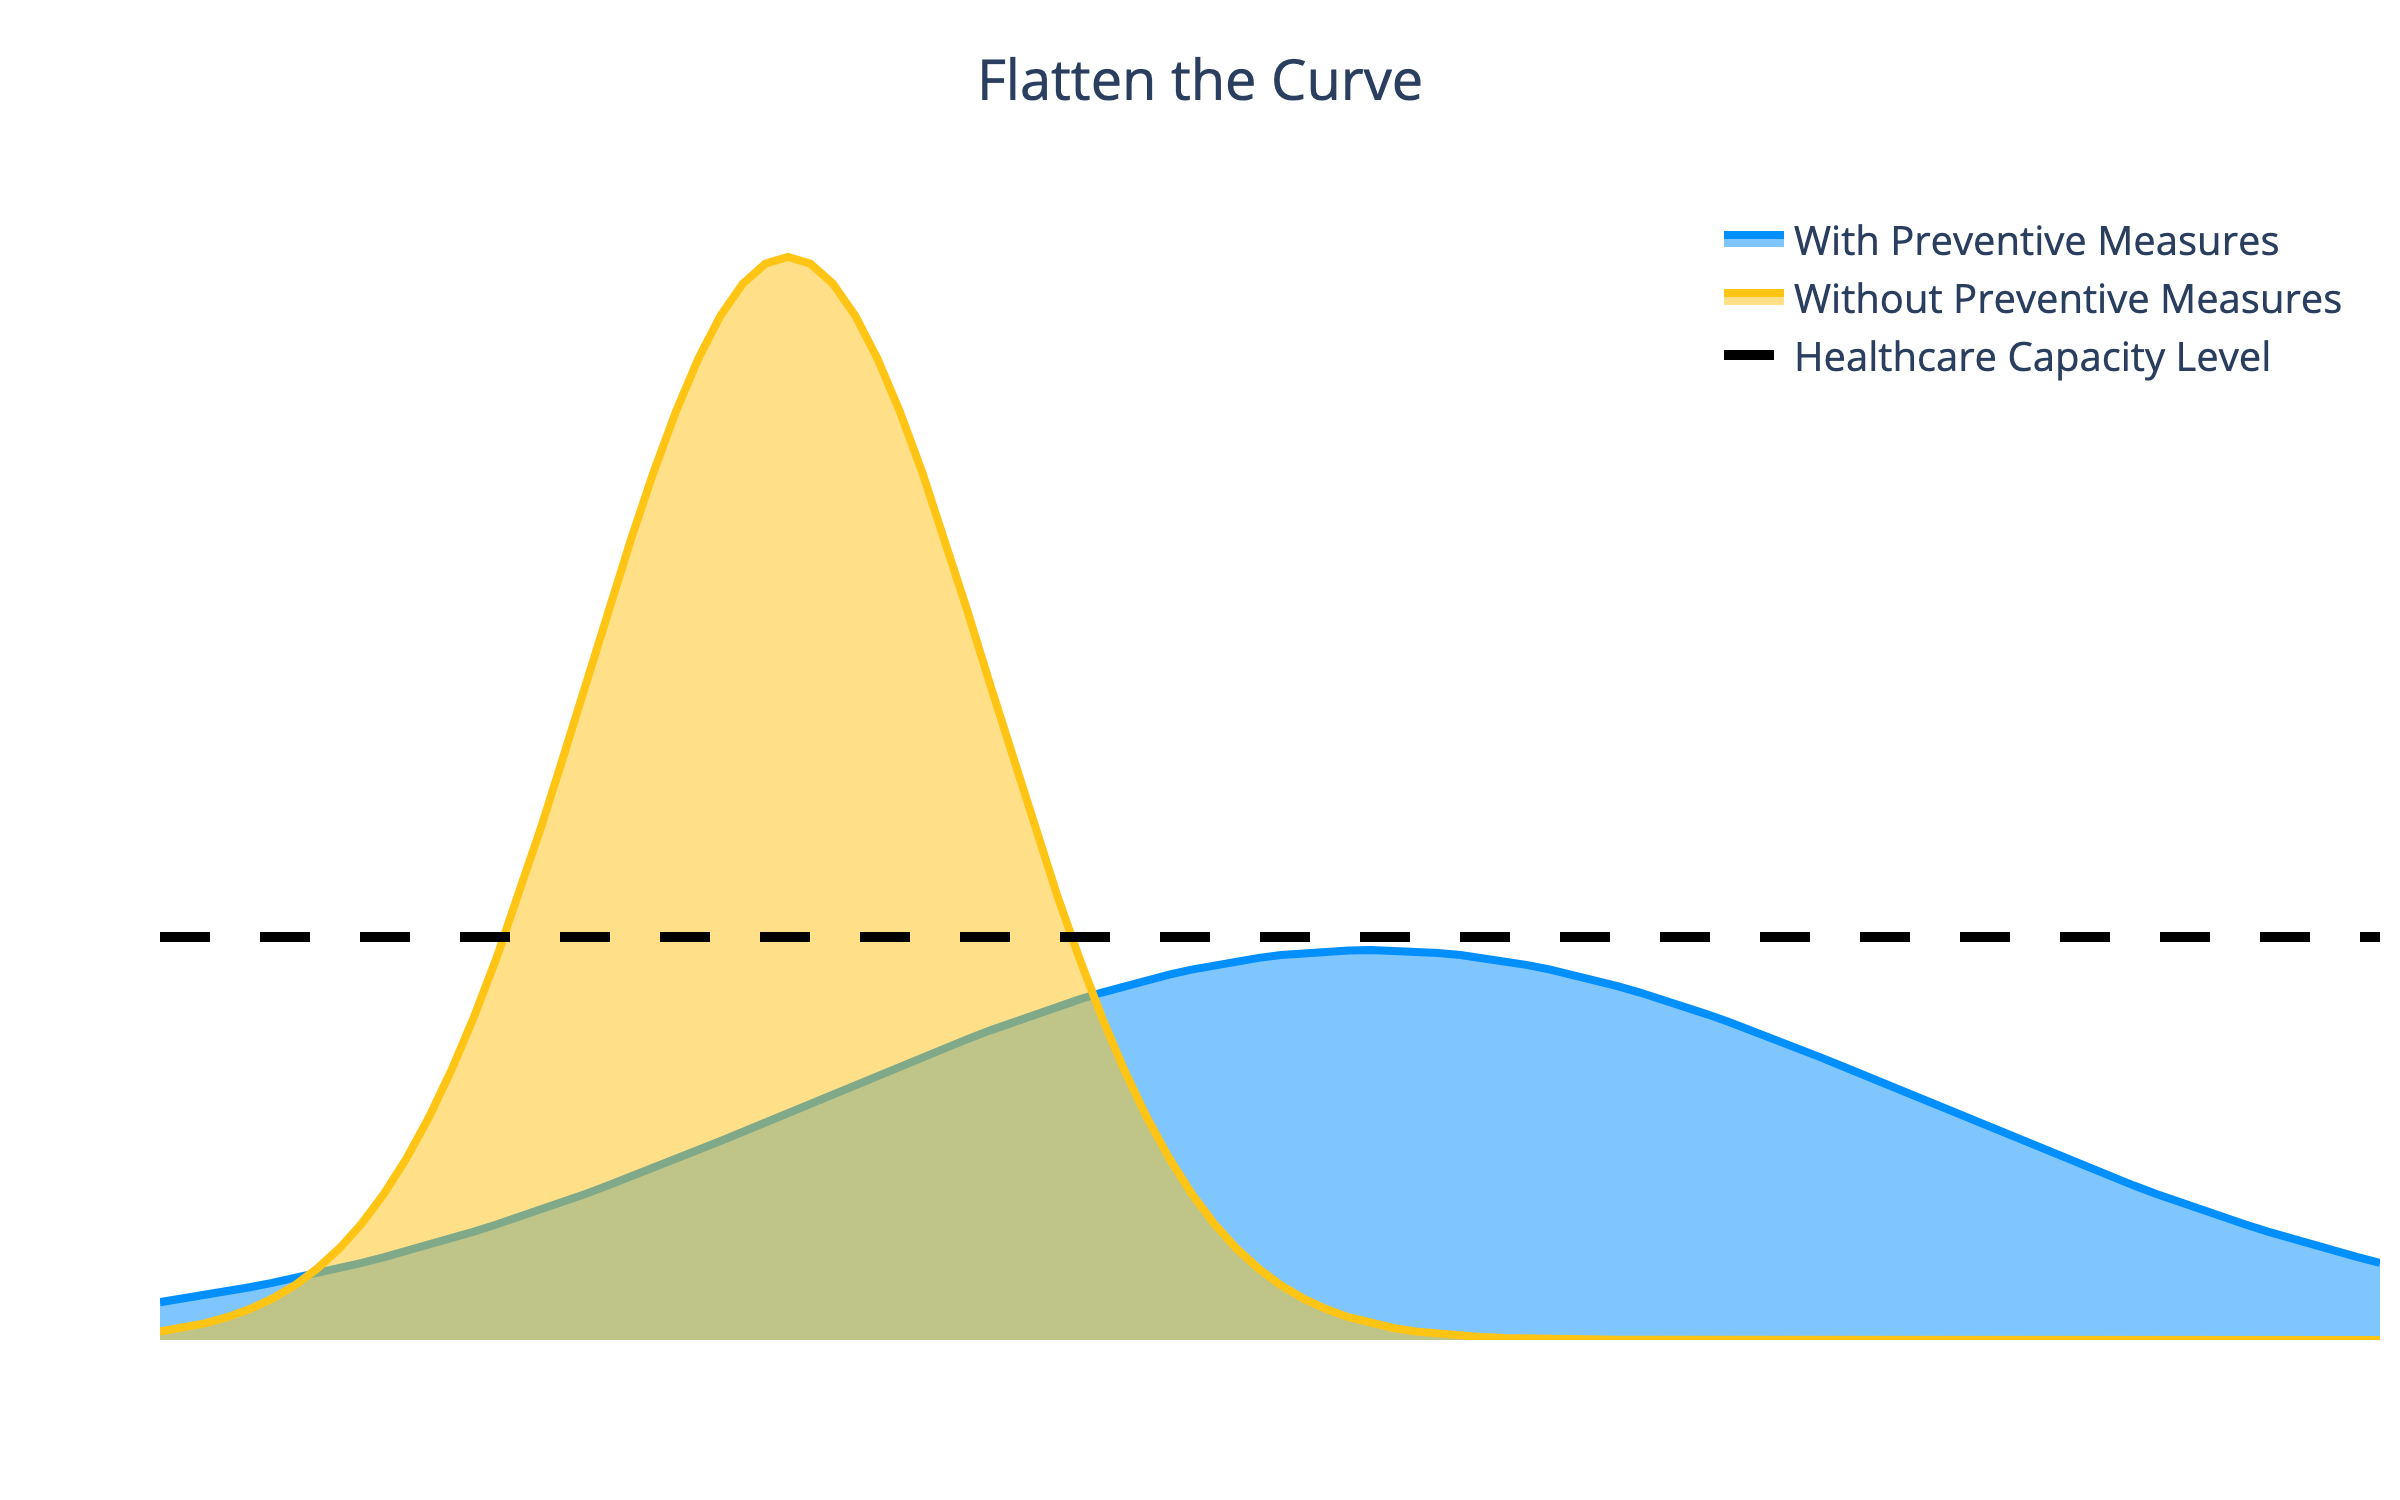 Flatten the Curve
With Preventive Measures
Without Preventive Measures
Healthcare Capacity Level